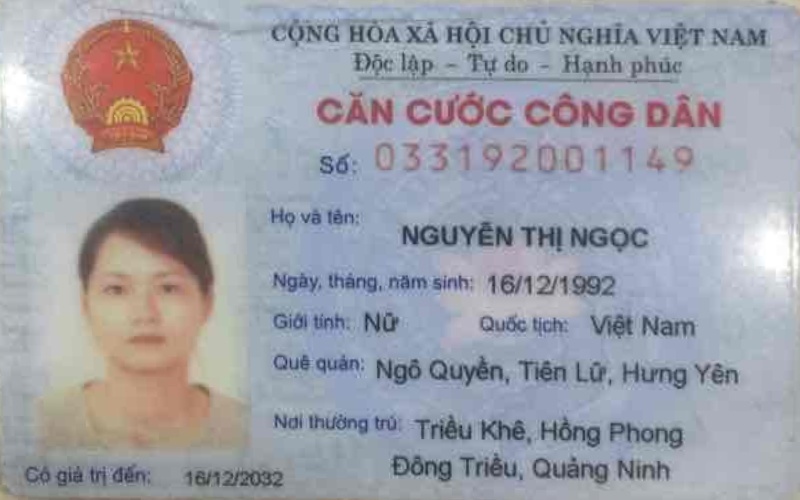 CỘNG HÒA XÃ HỘI CHỦ NGHĨA VIỆT NAM
Độc lập - Tự do - Hạnh phúc
CĂN CƯỚC CÔNG DÂN
Số: 033192001149
Họ và tên:
NGUYỄN THỊ NGỌC
Ngày, tháng, năm sinh: 16/12/1992
Giới tính: Nữ Quốc tịch: Việt Nam
Quê quán: Ngô Quyền, Tiên Lữ, Hưng Yên
Nơi thường trú: Triều Khê, Hồng Phong
Đông Triều, Quảng Ninh
Có giá trị đến: 16/12/2032